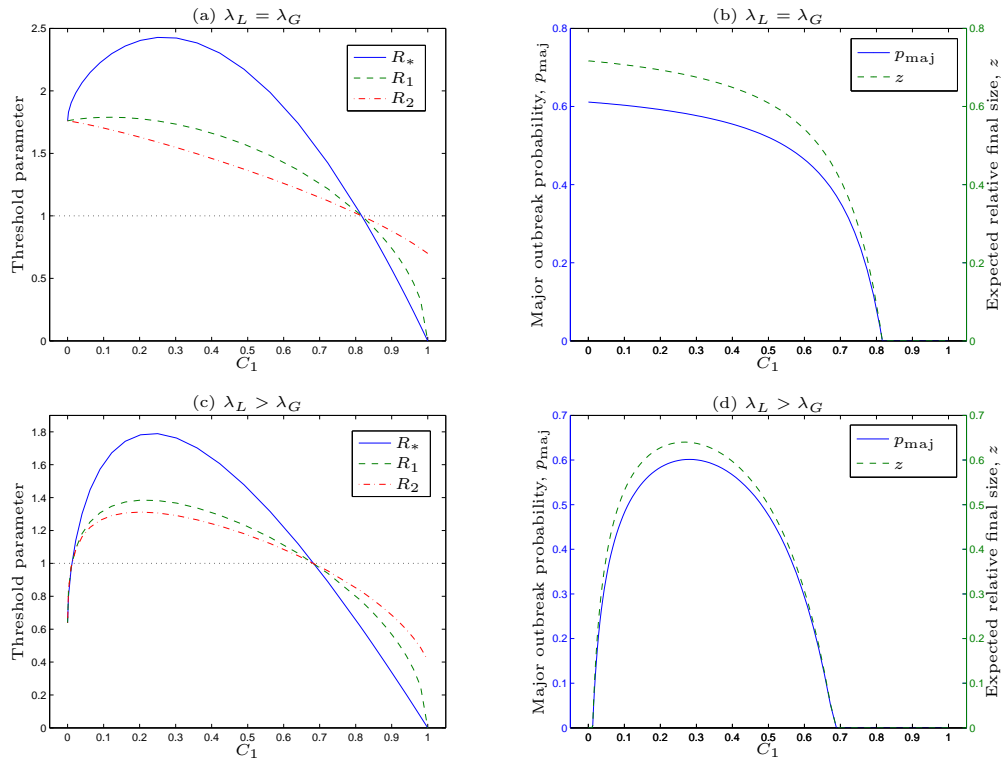 (a) λ_L = λ_G
Threshold parameter
2.5
2
1.5
1
0.5
0
0 0.1 0.2 0.3 0.4 0.5 0.6 0.7 0.8 0.9 1
C_1
R_*
R_1
R_2
(b) λ_L = λ_G
Major outbreak probability, p_maj
0.8
0.6
0.4
0.2
0
0 0.1 0.2 0.3 0.4 0.5 0.6 0.7 0.8 0.9 1
C_1
p_maj
z
0.8
0.6
0.4
0.2
0
Expected relative final size, z
(c) λ_L > λ_G
Threshold parameter
1.8
1.6
1.4
1.2
1
0.8
0.6
0.4
0.2
0
0 0.1 0.2 0.3 0.4 0.5 0.6 0.7 0.8 0.9 1
C_1
R_*
R_1
R_2
(d) λ_L > λ_G
Major outbreak probability, p_maj
0.7
0.6
0.5
0.4
0.3
0.2
0.1
0
0 0.1 0.2 0.3 0.4 0.5 0.6 0.7 0.8 0.9 1
C_1
p_maj
z
0.7
0.6
0.5
0.4
0.3
0.2
0.1
0
Expected relative final size, z